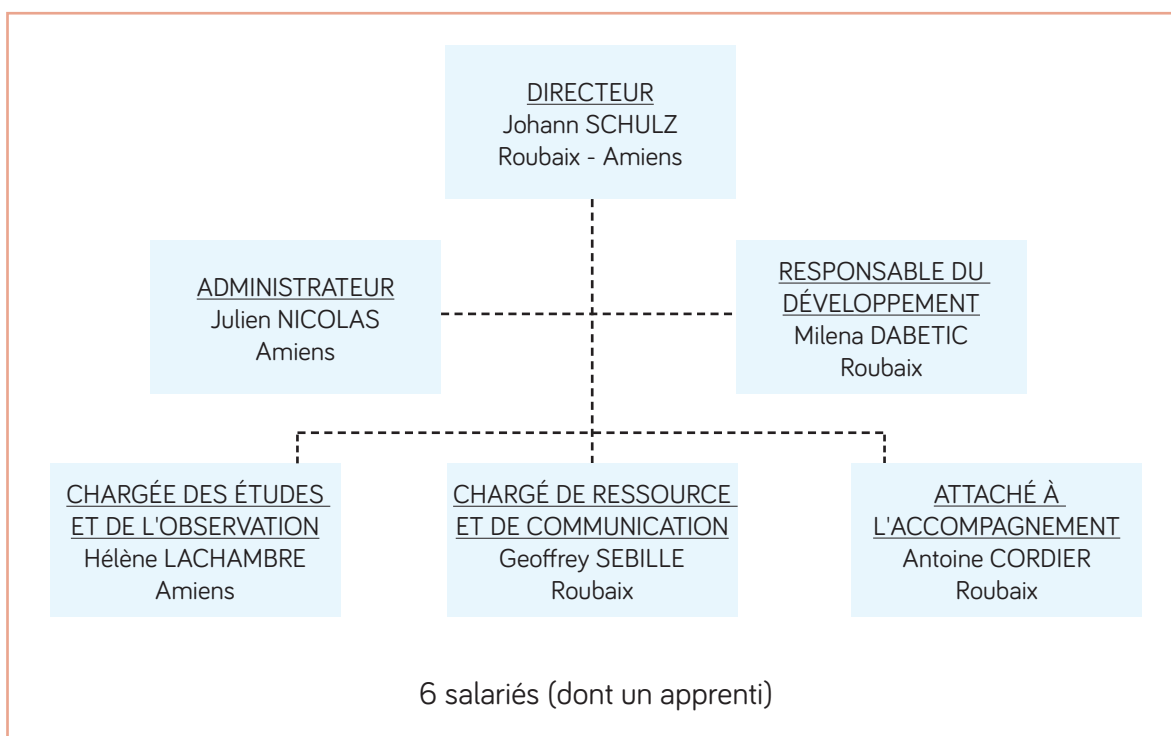 DIRECTEUR
Johann SCHULZ
Roubaix - Amiens
ADMINISTRATEUR
Julien NICOLAS
Amiens
RESPONSABLE DU
DÉVELOPPEMENT
Milena DABETIC
Roubaix
CHARGÉE DES ÉTUDES
ET DE L'OBSERVATION
Hélène LACHAMBRE
Amiens
CHARGÉ DE RESSOURCE
ET DE COMMUNICATION
Geoffrey SEBILLE
Roubaix
ATTACHÉ À
L'ACCOMPAGNEMENT
Antoine CORDIER
Roubaix
6 salariés (dont un apprenti)